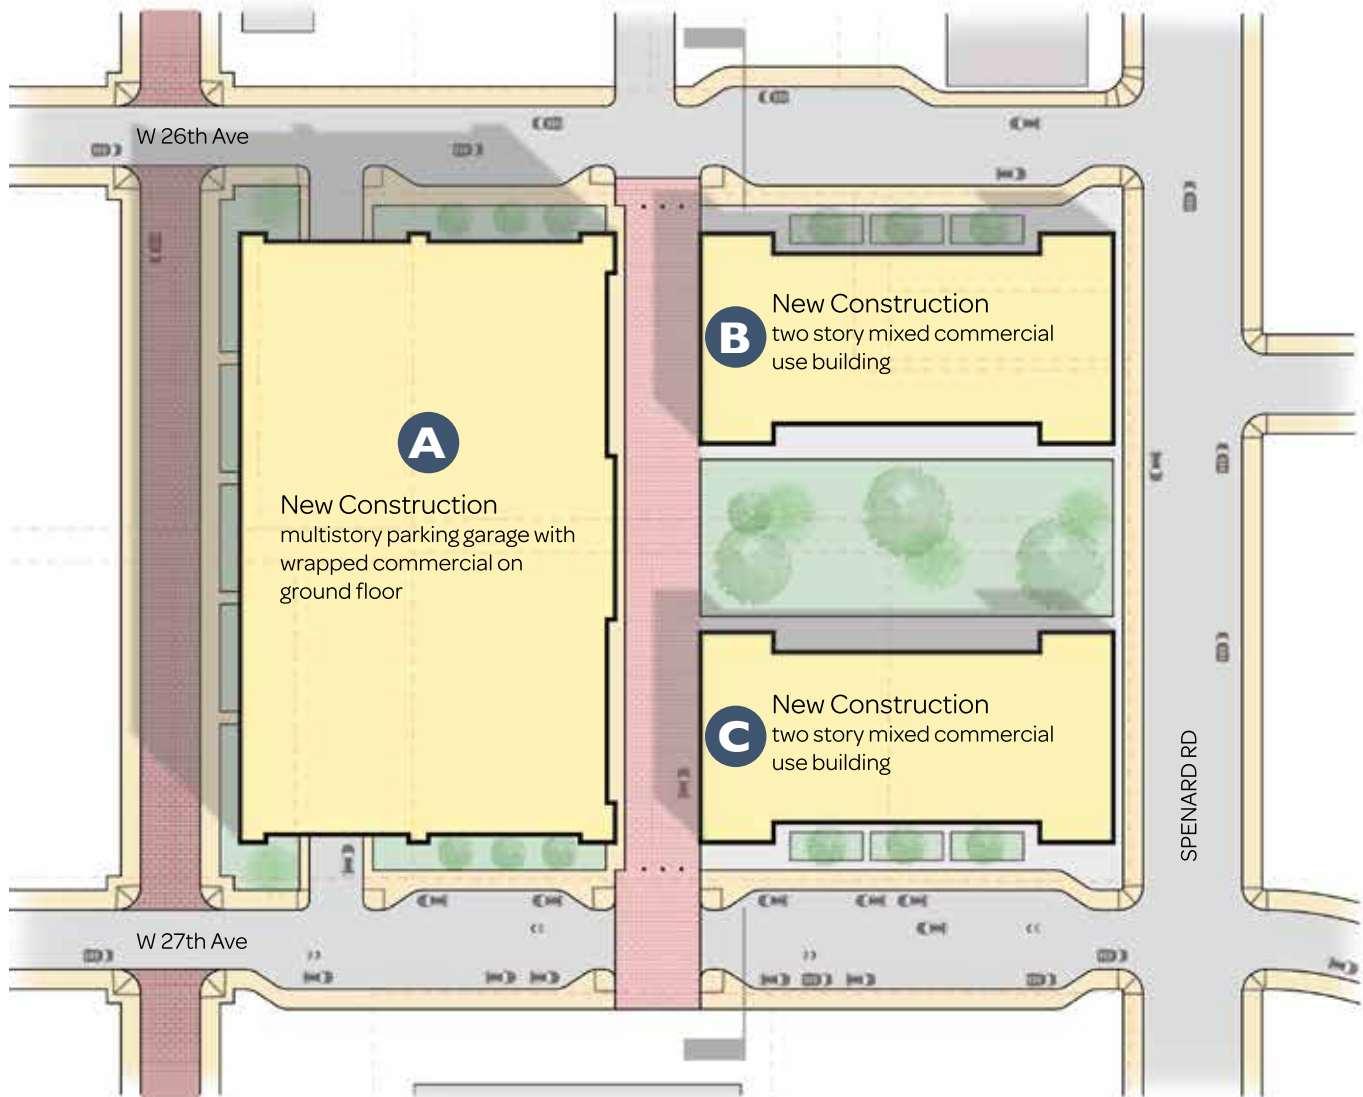 W 26th Ave
B
New Construction
two story mixed commercial
use building
A
New Construction
multistory parking garage with
wrapped commercial on
ground floor
C
New Construction
two story mixed commercial
use building
SPENARD RD
W 27th Ave